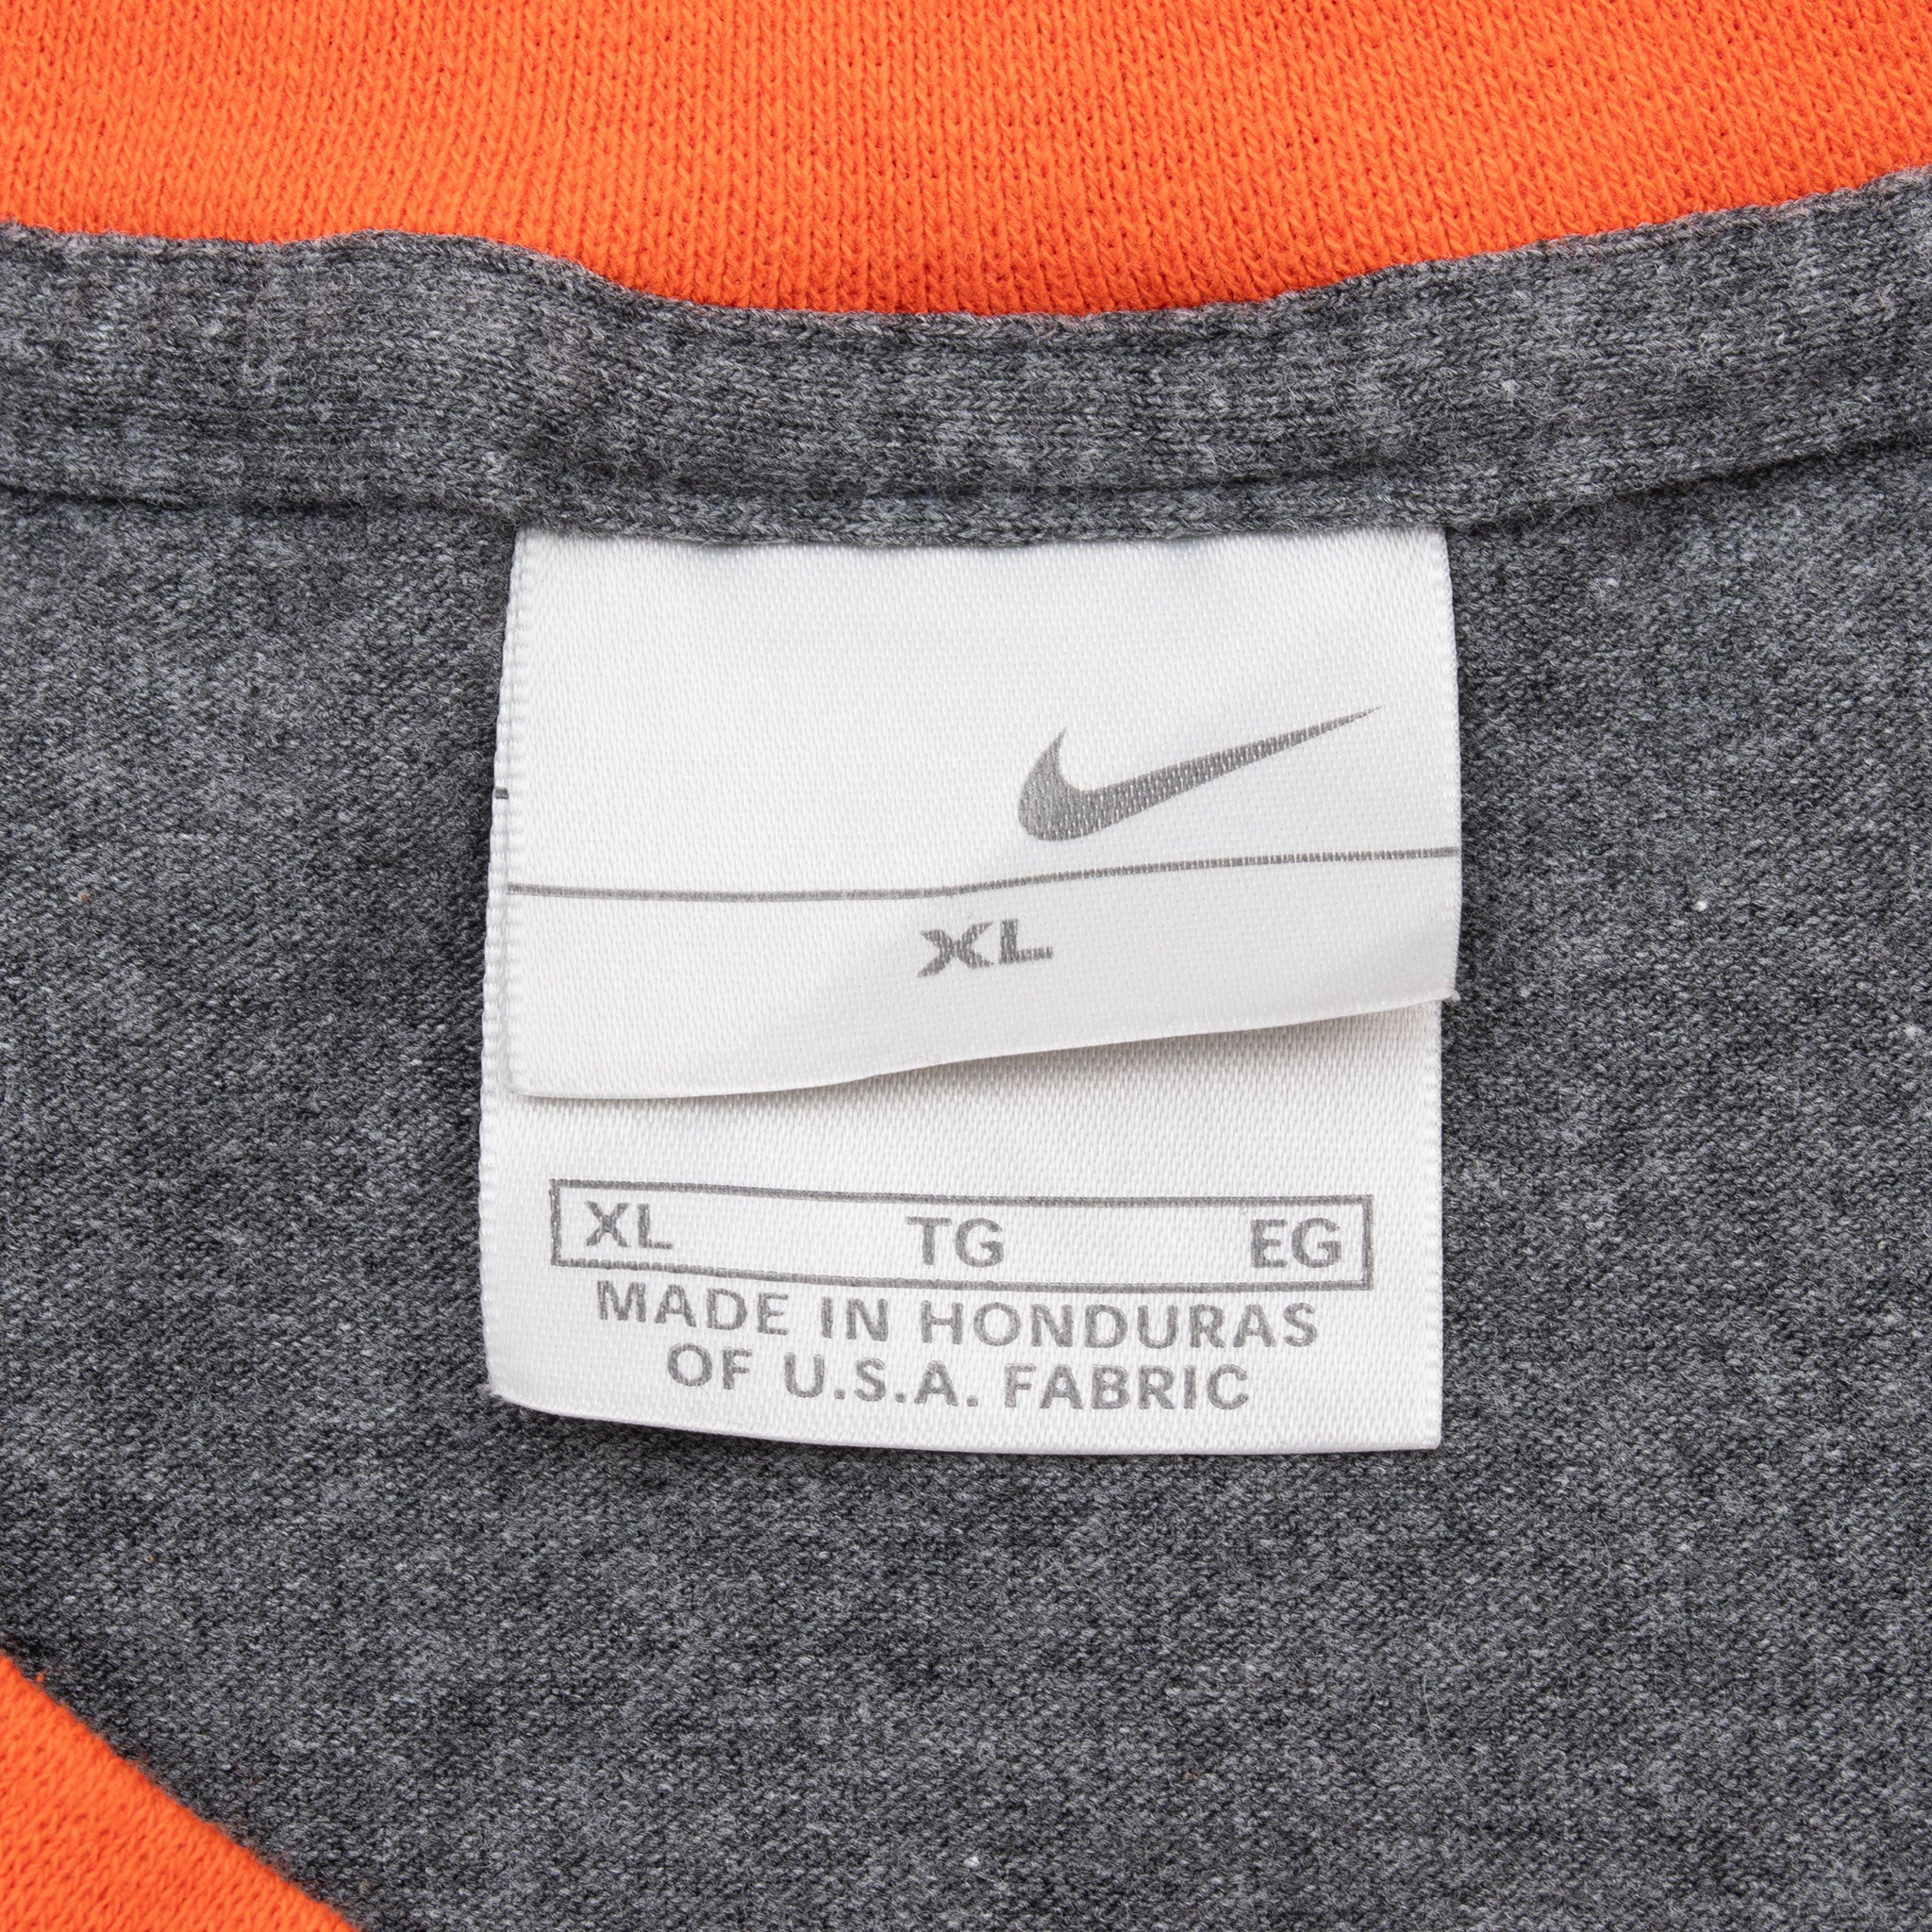 XL
XL TG EG
MADE IN HONDURAS
OF U.S.A. FABRIC